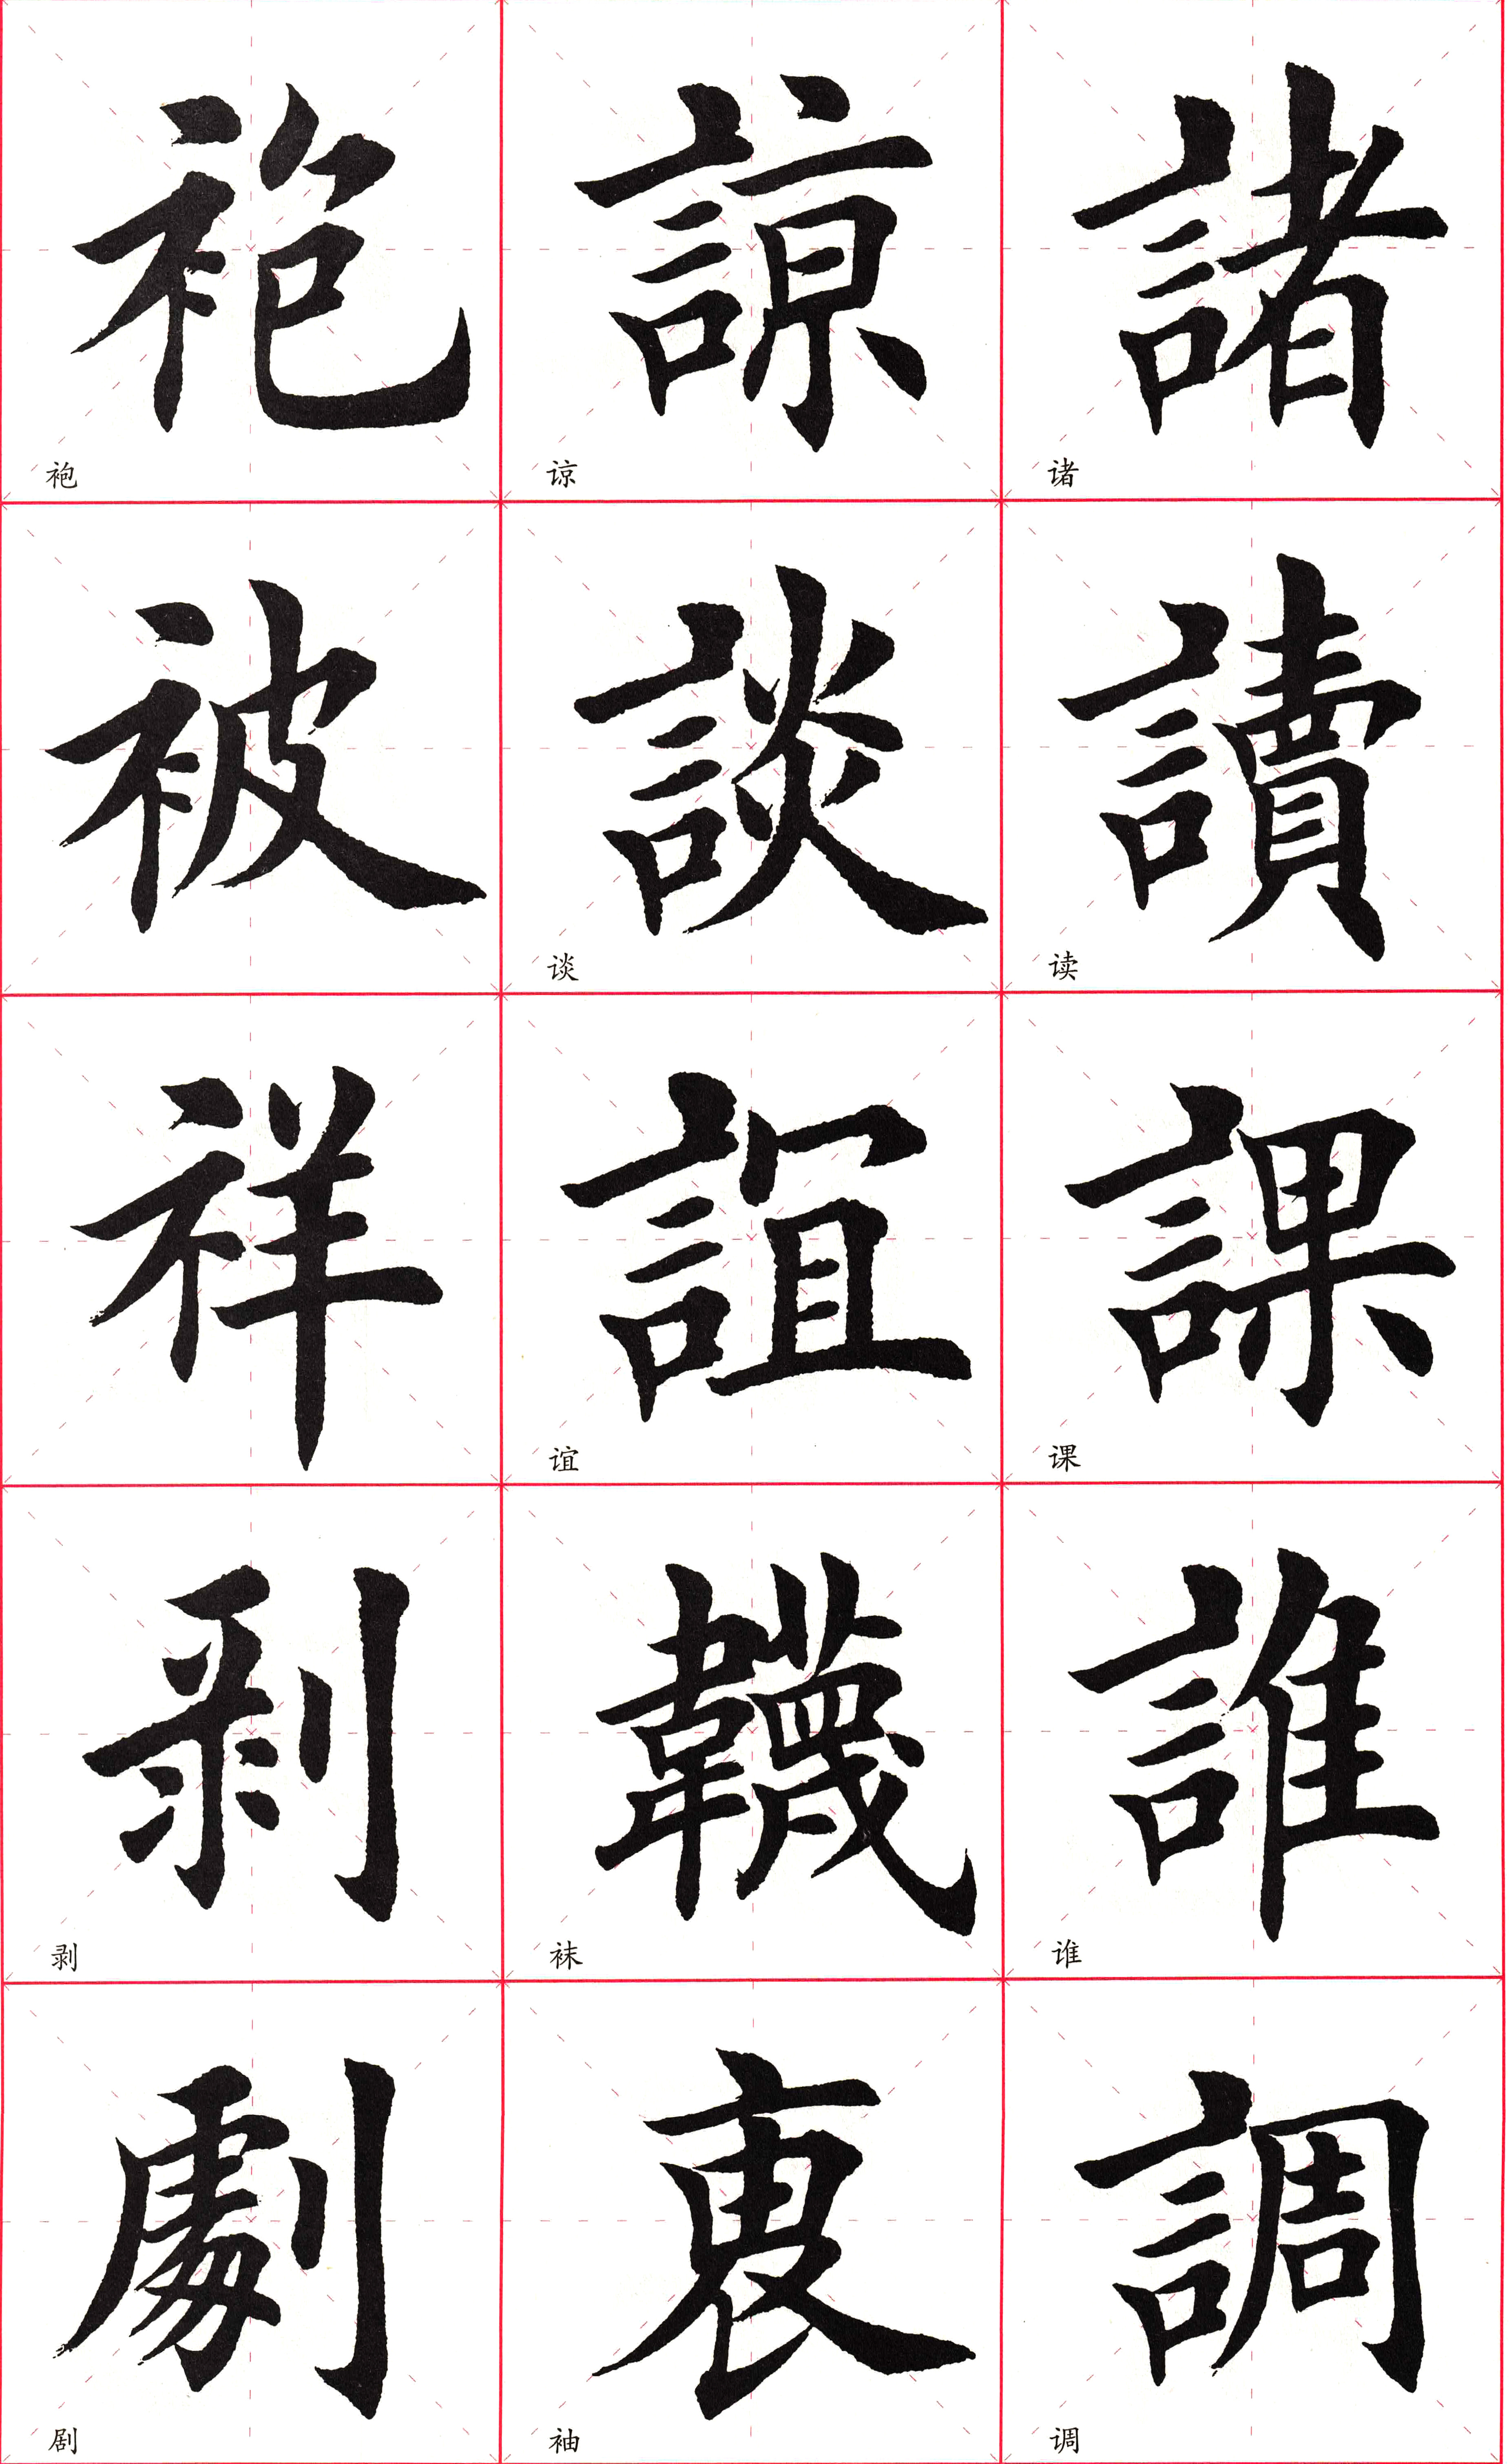 諸 诸
讀 读
課 课
誰 谁
調 调
諒 谅
談 谈
誼 谊
韤 袜
袖
袍 袍
被
祥
剥 剥
劇 剧